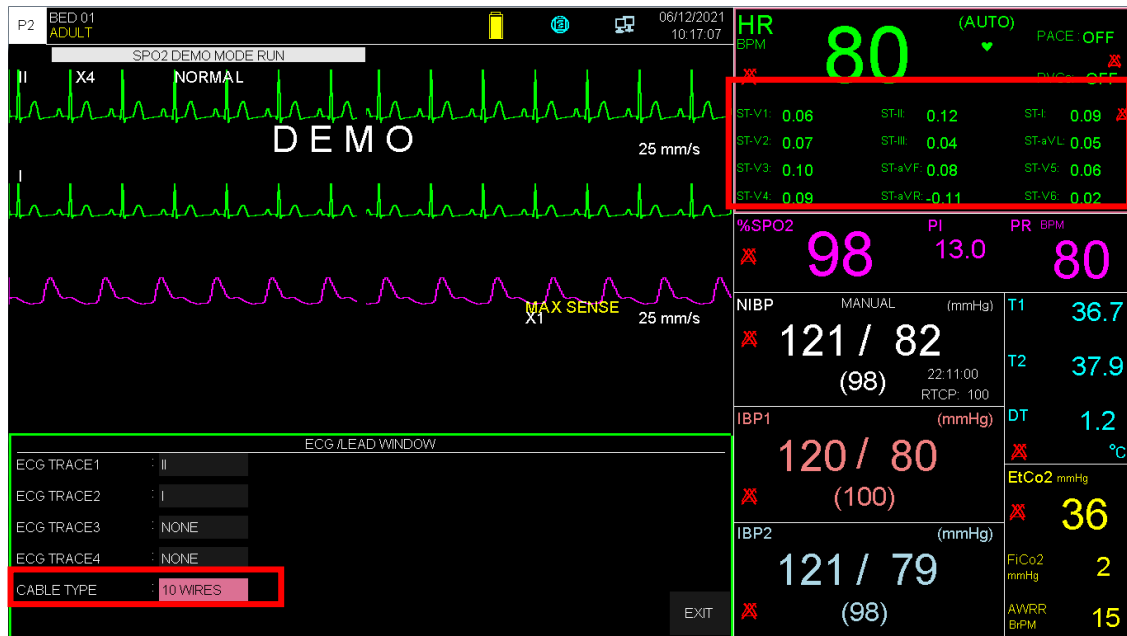 P2
BED 01
ADULT
06/12/2021
10:17:07
SPO2 DEMO MODE RUN
II X4 NORMAL
DEMO
25 mm/s
I
MAX SENSE
X1 25 mm/s
ECG /LEAD WINDOW
ECG TRACE1 : II
ECG TRACE2 : I
ECG TRACE3 : NONE
ECG TRACE4 : NONE
CABLE TYPE : 10 WIRES
EXIT
HR (AUTO)
BPM 80 PACE : OFF
PVCs: OFF
ST-V1: 0.06 ST-II: 0.12 ST-I: 0.09
ST-V2: 0.07 ST-III: 0.04 ST-aVL: 0.05
ST-V3: 0.10 ST-aVF: 0.08 ST-V5: 0.06
ST-V4: 0.09 ST-aVR: -0.11 ST-V6: 0.02
%SPO2 PI PR BPM
98 13.0 80
NIBP MANUAL (mmHg)
121 / 82
(98) 22:11:00
RTCP: 100
T1 36.7
T2 37.9
DT 1.2
°C
IBP1 (mmHg)
120 / 80
(100)
IBP2 (mmHg)
121 / 79
(98)
EtCo2 mmHg
36
FiCo2
mmHg 2
AWRR
BrPM 15